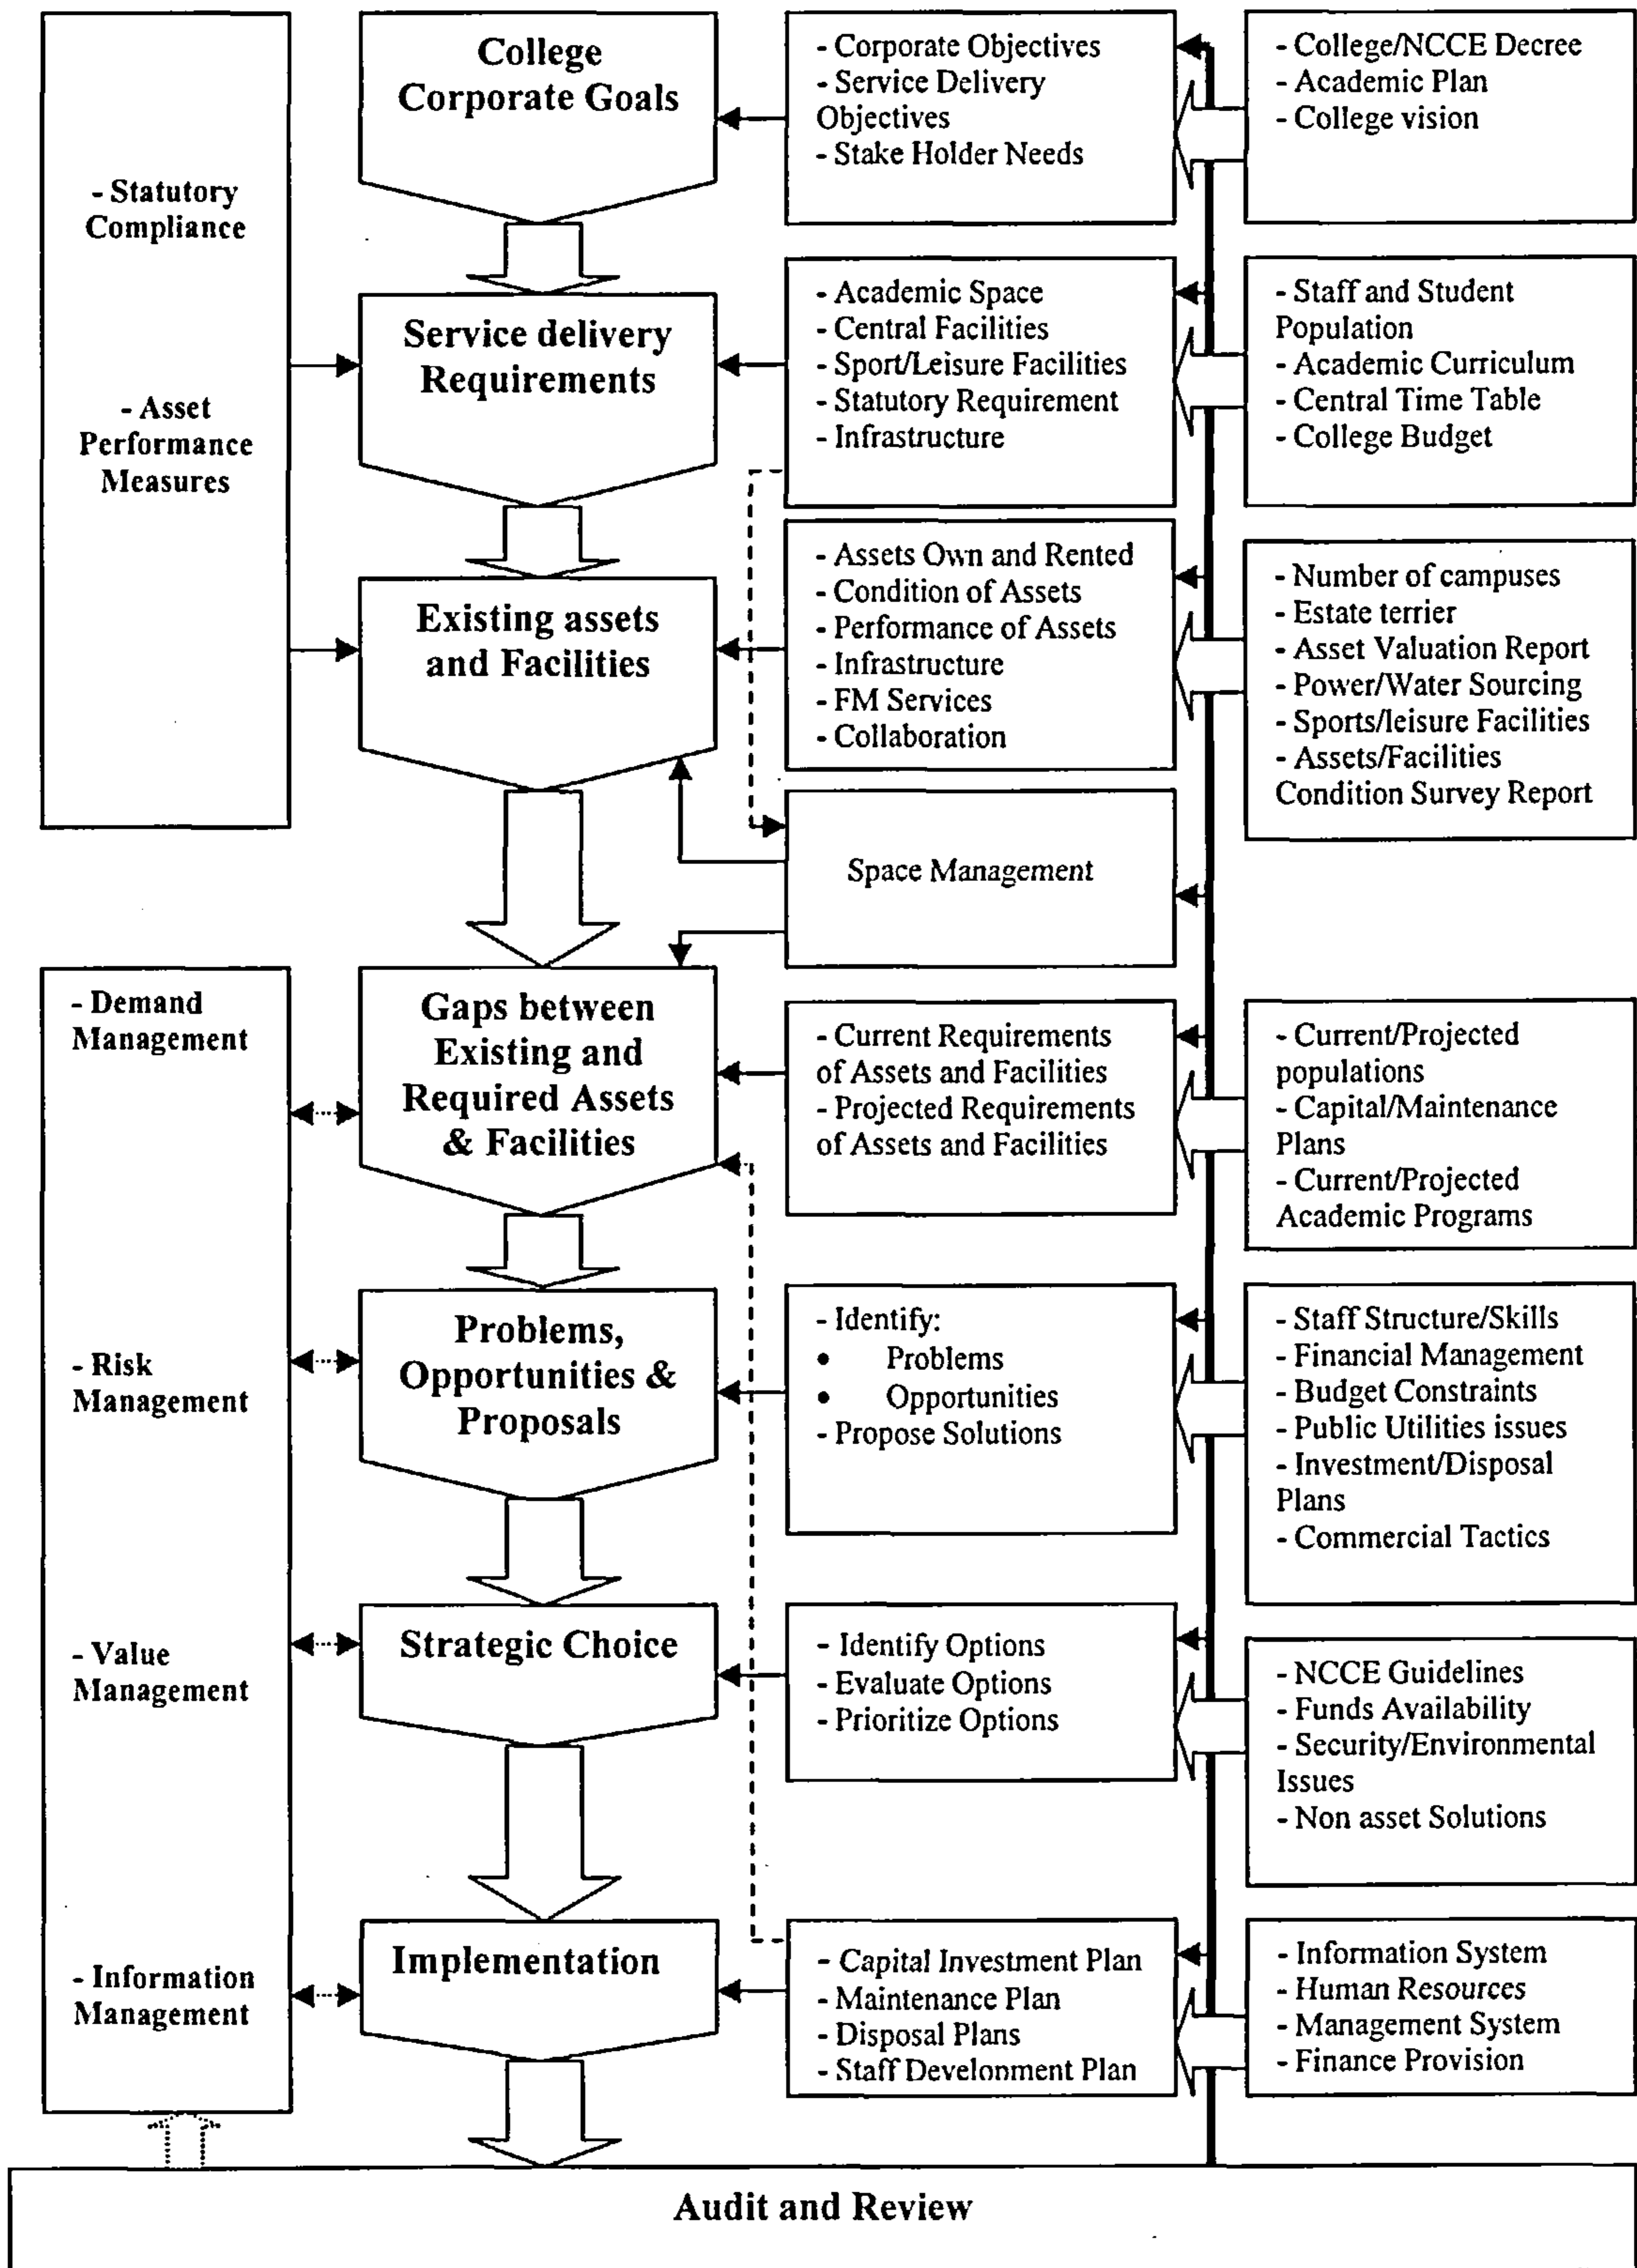 College
Corporate Goals
- Corporate Objectives
- Service Delivery
Objectives
- Stake Holder Needs
- College/NCCE Decree
- Academic Plan
- College vision
- Statutory
Compliance
- Asset
Performance
Measures
Service delivery
Requirements
- Academic Space
- Central Facilities
- Sport/Leisure Facilities
- Statutory Requirement
- Infrastructure
- Staff and Student
Population
- Academic Curriculum
- Central Time Table
- College Budget
Existing assets
and Facilities
- Assets Own and Rented
- Condition of Assets
- Performance of Assets
- Infrastructure
- FM Services
- Collaboration
- Number of campuses
- Estate terrier
- Asset Valuation Report
- Power/Water Sourcing
- Sports/leisure Facilities
- Assets/Facilities
Condition Survey Report
Space Management
- Demand
Management
Gaps between
Existing and
Required Assets
& Facilities
- Current Requirements
of Assets and Facilities
- Projected Requirements
of Assets and Facilities
- Current/Projected
populations
- Capital/Maintenance
Plans
- Current/Projected
Academic Programs
- Risk
Management
Problems,
Opportunities &
Proposals
- Identify:
• Problems
• Opportunities
- Propose Solutions
- Staff Structure/Skills
- Financial Management
- Budget Constraints
- Public Utilities issues
- Investment/Disposal
Plans
- Commercial Tactics
- Value
Management
Strategic Choice
- Identify Options
- Evaluate Options
- Prioritize Options
- NCCE Guidelines
- Funds Availability
- Security/Environmental
Issues
- Non asset Solutions
- Information
Management
Implementation
- Capital Investment Plan
- Maintenance Plan
- Disposal Plans
- Staff Development Plan
- Information System
- Human Resources
- Management System
- Finance Provision
Audit and Review